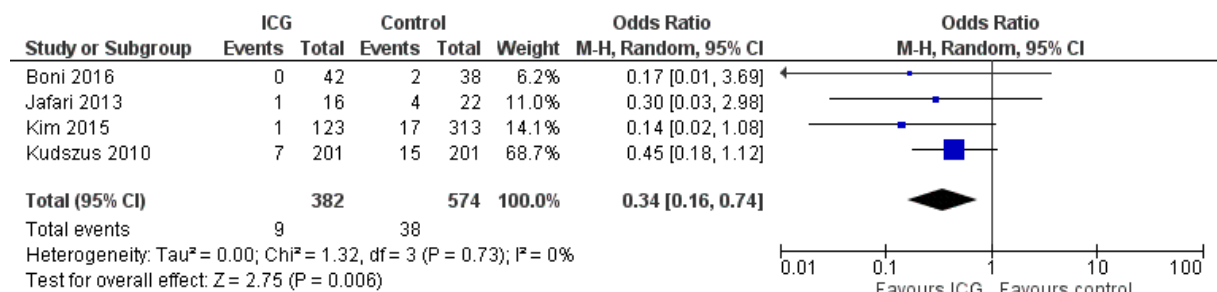 ICG Control Odds Ratio Odds Ratio
Study or Subgroup Events Total Events Total Weight M-H, Random, 95% CI M-H, Random, 95% CI
Boni 2016 0 42 2 38 6.2% 0.17 [0.01, 3.69]
Jafari 2013 1 16 4 22 11.0% 0.30 [0.03, 2.98]
Kim 2015 1 123 17 313 14.1% 0.14 [0.02, 1.08]
Kudszus 2010 7 201 15 201 68.7% 0.45 [0.18, 1.12]
Total (95% CI) 382 574 100.0% 0.34 [0.16, 0.74]
Total events 9 38
Heterogeneity: Tau² = 0.00; Chi² = 1.32, df = 3 (P = 0.73); I² = 0%
Test for overall effect: Z = 2.75 (P = 0.006)
0.01 0.1 1 10 100
Favours ICG Favours control